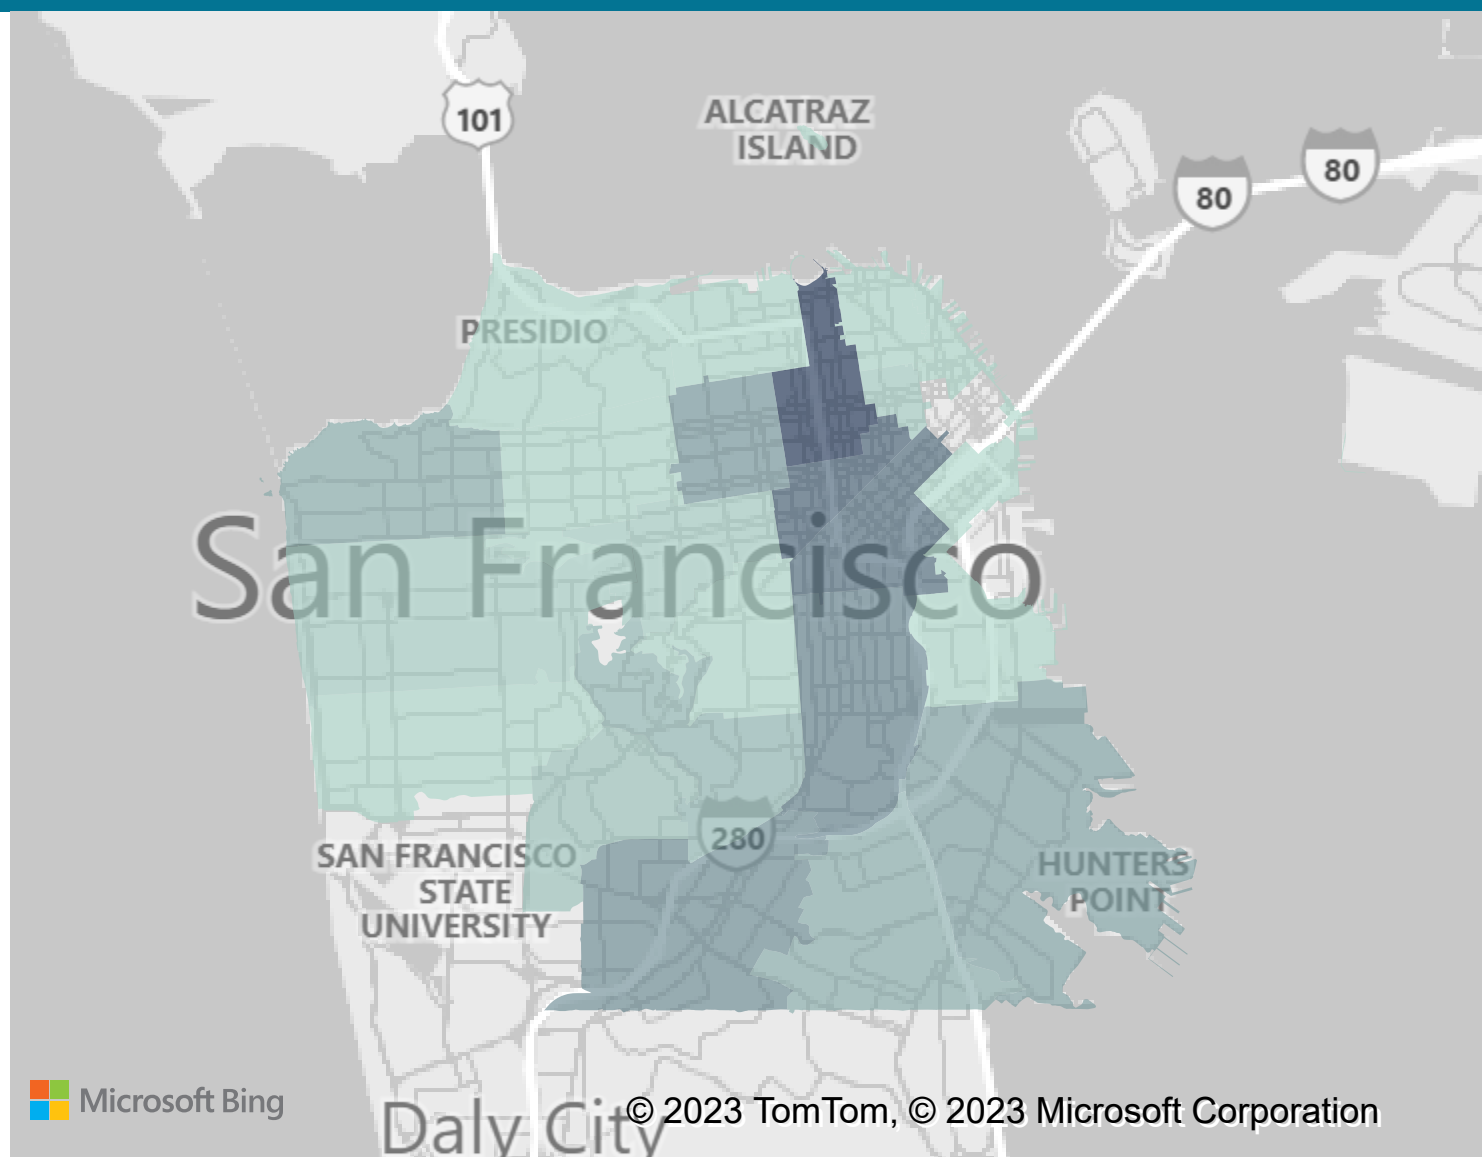 101
ALCATRAZ
ISLAND
80
80
PRESIDIO
San Francisco
280
SAN FRANCISCO
STATE
UNIVERSITY
HUNTERS
POINT
Microsoft Bing
Daly City
© 2023 TomTom, © 2023 Microsoft Corporation